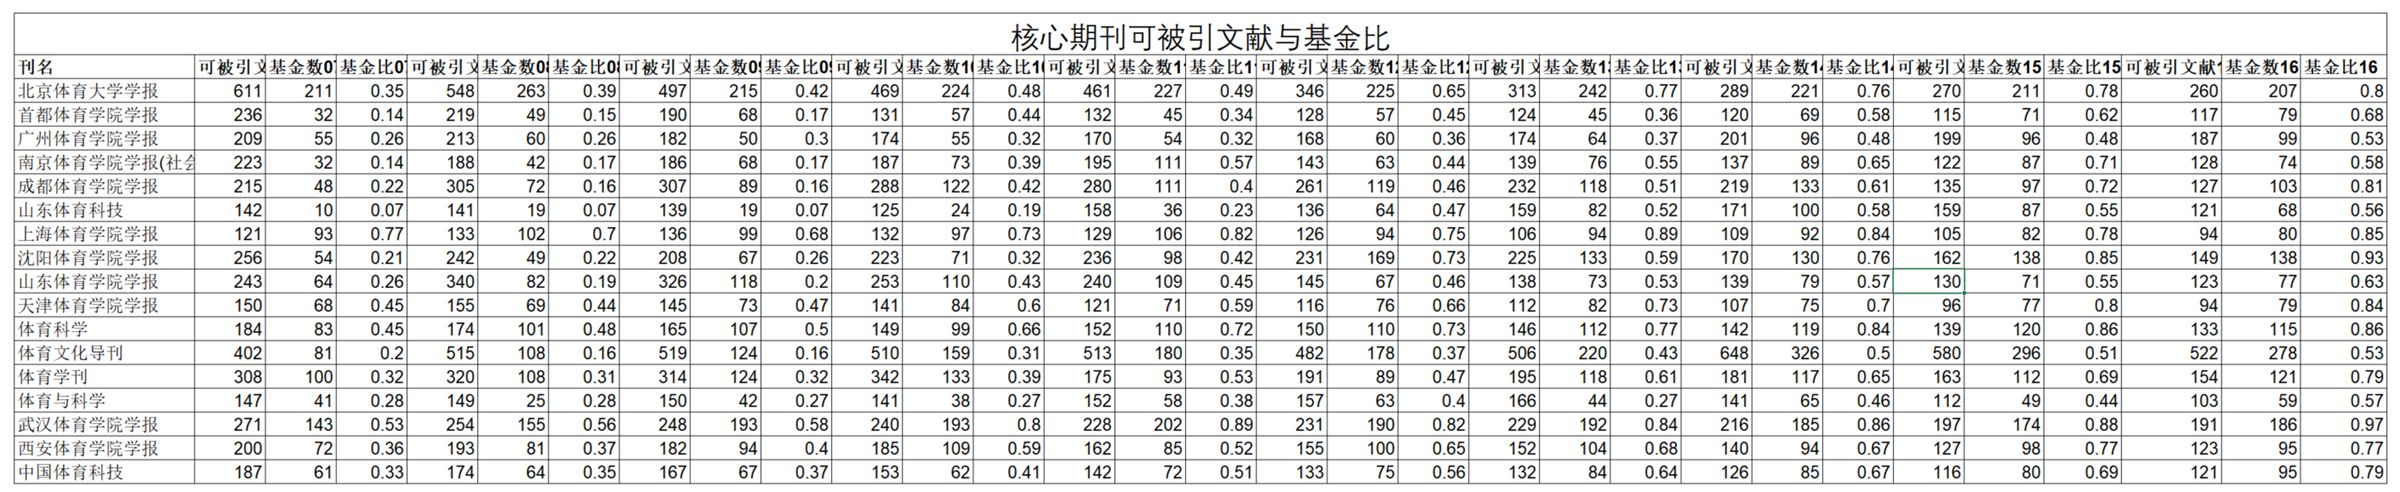 核心期刊可被引文献与基金比
刊名 可被引文 基金数07 基金比07 可被引文 基金数08 基金比08 可被引文 基金数09 基金比09 可被引文 基金数10 基金比10 可被引文 基金数1 基金比1 可被引文 基金数12 基金比12 可被引文 基金数13 基金比13 可被引文 基金数14 基金比14 可被引文 基金数15 基金比15 可被引文献1 基金数16 基金比16
北京体育大学学报 611 211 0.35 548 263 0.39 497 215 0.42 469 224 0.48 461 227 0.49 346 225 0.65 313 242 0.77 289 221 0.76 270 211 0.78 260 207 0.8
首都体育学院学报 236 32 0.14 219 49 0.15 190 68 0.17 131 57 0.44 132 45 0.34 128 57 0.45 124 45 0.36 120 69 0.58 115 71 0.62 117 79 0.68
广州体育学院学报 209 55 0.26 213 60 0.26 182 50 0.3 174 55 0.32 170 54 0.32 168 60 0.36 174 64 0.37 201 96 0.48 199 96 0.48 187 99 0.53
南京体育学院学报(社会 223 32 0.14 188 42 0.17 186 68 0.17 187 73 0.39 195 111 0.57 143 63 0.44 139 76 0.55 137 89 0.65 122 87 0.71 128 74 0.58
成都体育学院学报 215 48 0.22 305 72 0.16 307 89 0.16 288 122 0.42 280 111 0.4 261 119 0.46 232 118 0.51 219 133 0.61 135 97 0.72 127 103 0.81
山东体育科技 142 10 0.07 141 19 0.07 139 19 0.07 125 24 0.19 158 36 0.23 136 64 0.47 159 82 0.52 171 100 0.58 159 87 0.55 121 68 0.56
上海体育学院学报 121 93 0.77 133 102 0.7 136 99 0.68 132 97 0.73 129 106 0.82 126 94 0.75 106 94 0.89 109 92 0.84 105 82 0.78 94 80 0.85
沈阳体育学院学报 256 54 0.21 242 49 0.22 208 67 0.26 223 71 0.32 236 98 0.42 231 169 0.73 225 133 0.59 170 130 0.76 162 138 0.85 149 138 0.93
山东体育学院学报 243 64 0.26 340 82 0.19 326 118 0.2 253 110 0.43 240 109 0.45 145 67 0.46 138 73 0.53 139 79 0.57 130 71 0.55 123 77 0.63
天津体育学院学报 150 68 0.45 155 69 0.44 145 73 0.47 141 84 0.6 121 71 0.59 116 76 0.66 112 82 0.73 107 75 0.7 96 77 0.8 94 79 0.84
体育科学 184 83 0.45 174 101 0.48 165 107 0.5 149 99 0.66 152 110 0.72 150 110 0.73 146 112 0.77 142 119 0.84 139 120 0.86 133 115 0.86
体育文化导刊 402 81 0.2 515 108 0.16 519 124 0.16 510 159 0.31 513 180 0.35 482 178 0.37 506 220 0.43 648 326 0.5 580 296 0.51 522 278 0.53
体育学刊 308 100 0.32 320 108 0.31 314 124 0.32 342 133 0.39 175 93 0.53 191 89 0.47 195 118 0.61 181 117 0.65 163 112 0.69 154 121 0.79
体育与科学 147 41 0.28 149 25 0.28 150 42 0.27 141 38 0.27 152 58 0.38 157 63 0.4 166 44 0.27 141 65 0.46 112 49 0.44 103 59 0.57
武汉体育学院学报 271 143 0.53 254 155 0.56 248 193 0.58 240 193 0.8 228 202 0.89 231 190 0.82 229 192 0.84 216 185 0.86 197 174 0.88 191 186 0.97
西安体育学院学报 200 72 0.36 193 81 0.37 182 94 0.4 185 109 0.59 162 85 0.52 155 100 0.65 152 104 0.68 140 94 0.67 127 98 0.77 123 95 0.77
中国体育科技 187 61 0.33 174 64 0.35 167 67 0.37 153 62 0.41 142 72 0.51 133 75 0.56 132 84 0.64 126 85 0.67 116 80 0.69 121 95 0.79